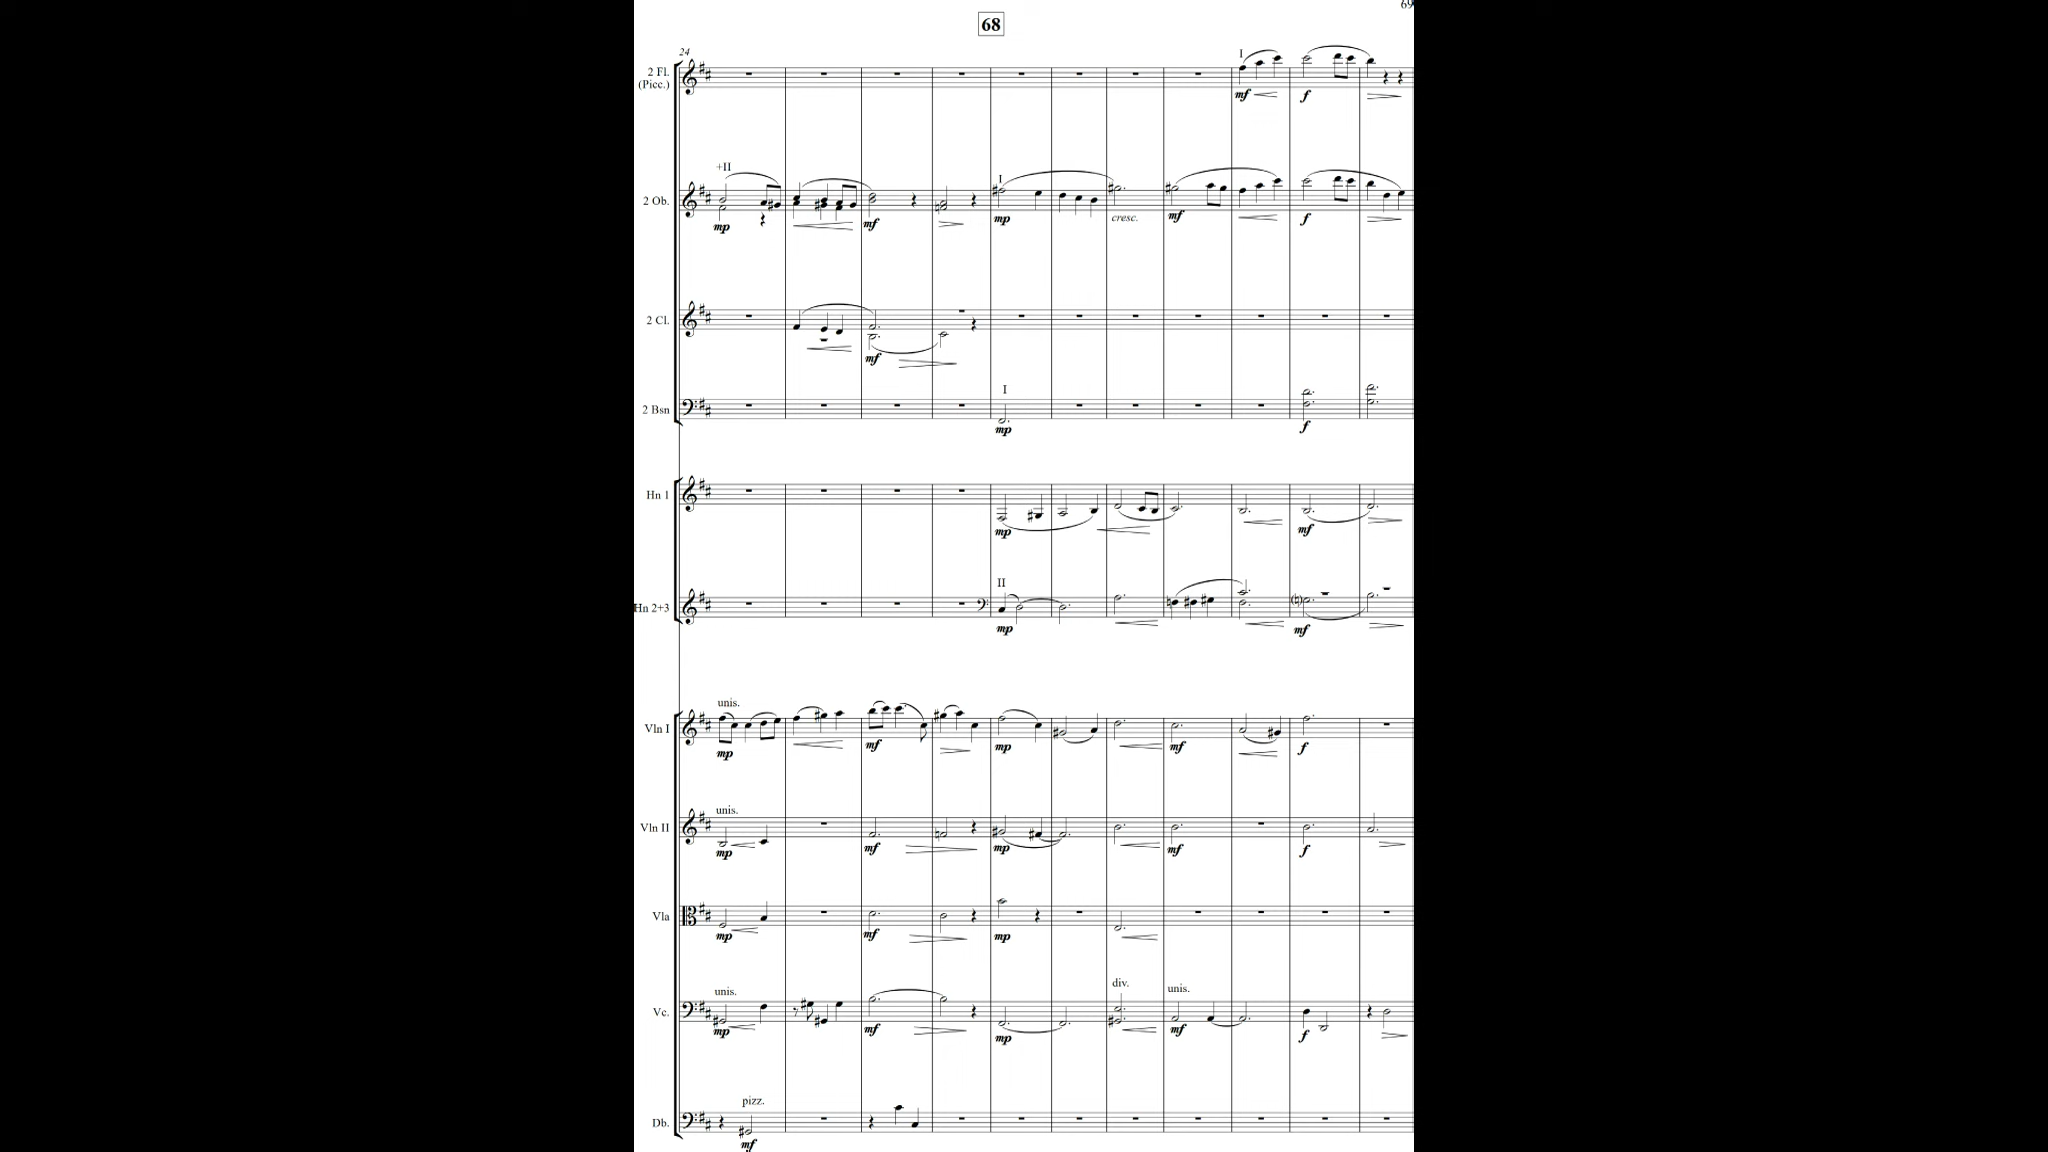 69
68
24
2 Fl.
(Picc.)
I
mf
f
+II
2 Ob.
mp
mf
I
mp
cresc.
mf
f
2 Cl.
mf
2 Bsn
I
mp
f
Hn 1
mp
mf
Hn 2+3
II
mp
mf
unis.
Vln I
mp
mf
mp
mf
f
unis.
Vln II
mp
mf
mp
mf
f
Vla
mp
mf
mp
unis.
div.
unis.
Vc.
mp
mf
mp
mf
f
pizz.
Db.
mf